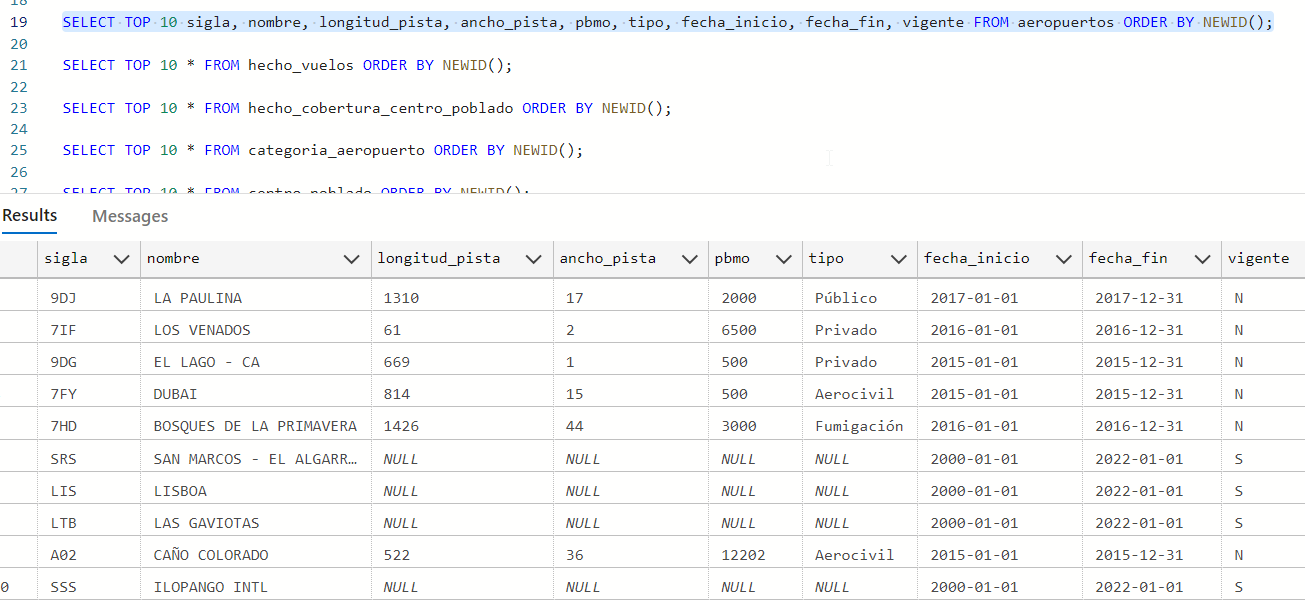 18
19 SELECT TOP 10 sigla, nombre, longitud_pista, ancho_pista, pbmo, tipo, fecha_inicio, fecha_fin, vigente FROM aeropuertos ORDER BY NEWID();
20
21 SELECT TOP 10 * FROM hecho_vuelos ORDER BY NEWID();
22
23 SELECT TOP 10 * FROM hecho_cobertura_centro_poblado ORDER BY NEWID();
24
25 SELECT TOP 10 * FROM categoria_aeropuerto ORDER BY NEWID();
26
27 SELECT TOP 10 * FROM centro_poblado ORDER BY NEWID();
Results Messages
sigla nombre longitud_pista ancho_pista pbmo tipo fecha_inicio fecha_fin vigente
9DJ LA PAULINA 1310 17 2000 Público 2017-01-01 2017-12-31 N
7IF LOS VENADOS 61 2 6500 Privado 2016-01-01 2016-12-31 N
9DG EL LAGO - CA 669 1 500 Privado 2015-01-01 2015-12-31 N
7FY DUBAI 814 15 500 Aerocivil 2015-01-01 2015-12-31 N
7HD BOSQUES DE LA PRIMAVERA 1426 44 3000 Fumigación 2016-01-01 2016-12-31 N
SRS SAN MARCOS - EL ALGARR… NULL NULL NULL NULL 2000-01-01 2022-01-01 S
LIS LISBOA NULL NULL NULL NULL 2000-01-01 2022-01-01 S
LTB LAS GAVIOTAS NULL NULL NULL NULL 2000-01-01 2022-01-01 S
A02 CAÑO COLORADO 522 36 12202 Aerocivil 2015-01-01 2015-12-31 N
0 SSS ILOPANGO INTL NULL NULL NULL NULL 2000-01-01 2022-01-01 S